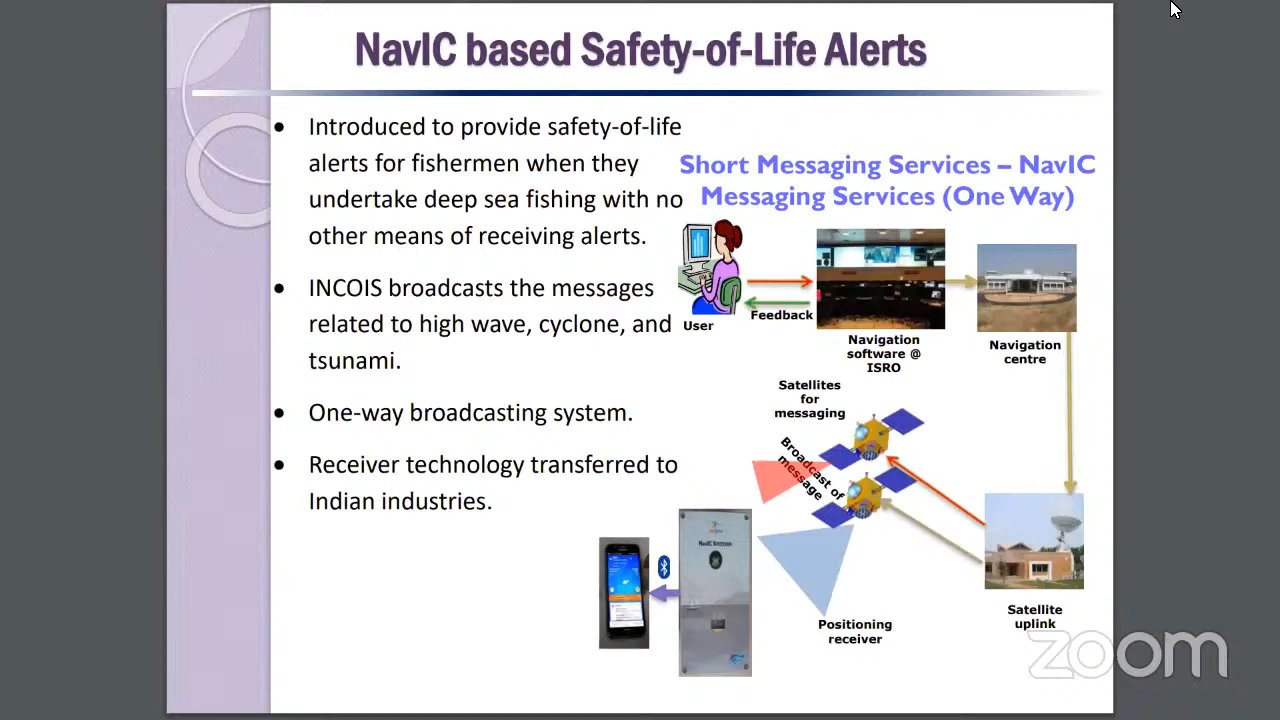 NavIC based Safety-of-Life Alerts
• Introduced to provide safety-of-life
alerts for fishermen when they
undertake deep sea fishing with no
other means of receiving alerts.
• INCOIS broadcasts the messages
related to high wave, cyclone, and
tsunami.
• One-way broadcasting system.
• Receiver technology transferred to
Indian industries.
Short Messaging Services – NavIC
Messaging Services (One Way)
User
Feedback
Navigation
software @
ISRO
Navigation
centre
Satellites
for
messaging
Broadcast of
message
NavIC Receiver
Positioning
receiver
Satellite
uplink
zoom